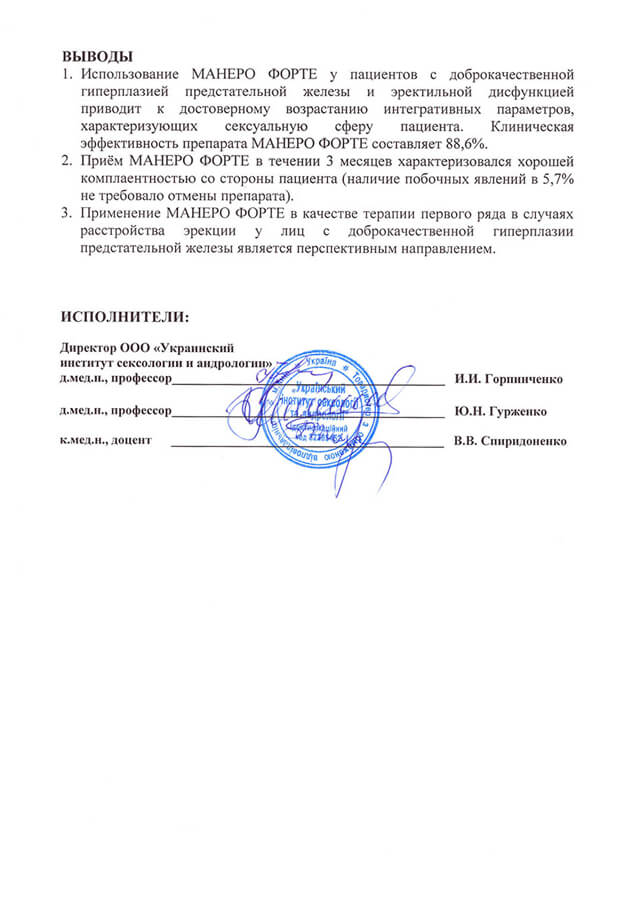 ВЫВОДЫ
1. Использование МАНЕРО ФОРТЕ у пациентов с доброкачественной
гиперплазией предстательной железы и эректильной дисфункцией
приводит к достоверному возрастанию интегративных параметров,
характеризующих сексуальную сферу пациента. Клиническая
эффективность препарата МАНЕРО ФОРТЕ составляет 88,6%.
2. Приём МАНЕРО ФОРТЕ в течении 3 месяцев характеризовался хорошей
комплаентностью со стороны пациента (наличие побочных явлений в 5,7%
не требовало отмены препарата).
3. Применение МАНЕРО ФОРТЕ в качестве терапии первого ряда в случаях
расстройства эрекции у лиц с доброкачественной гиперплазии
предстательной железы является перспективным направлением.
ИСПОЛНИТЕЛИ:
Директор ООО «Украинский
институт сексологии и андрологии»
д.мед.н., профессор И.И. Горпинченко
д.мед.н., профессор Ю.Н. Гурженко
к.мед.н., доцент В.В. Спиридоненко
Україна
"Український
інститут сексології
та андрології"
Ідентифікаційний
код